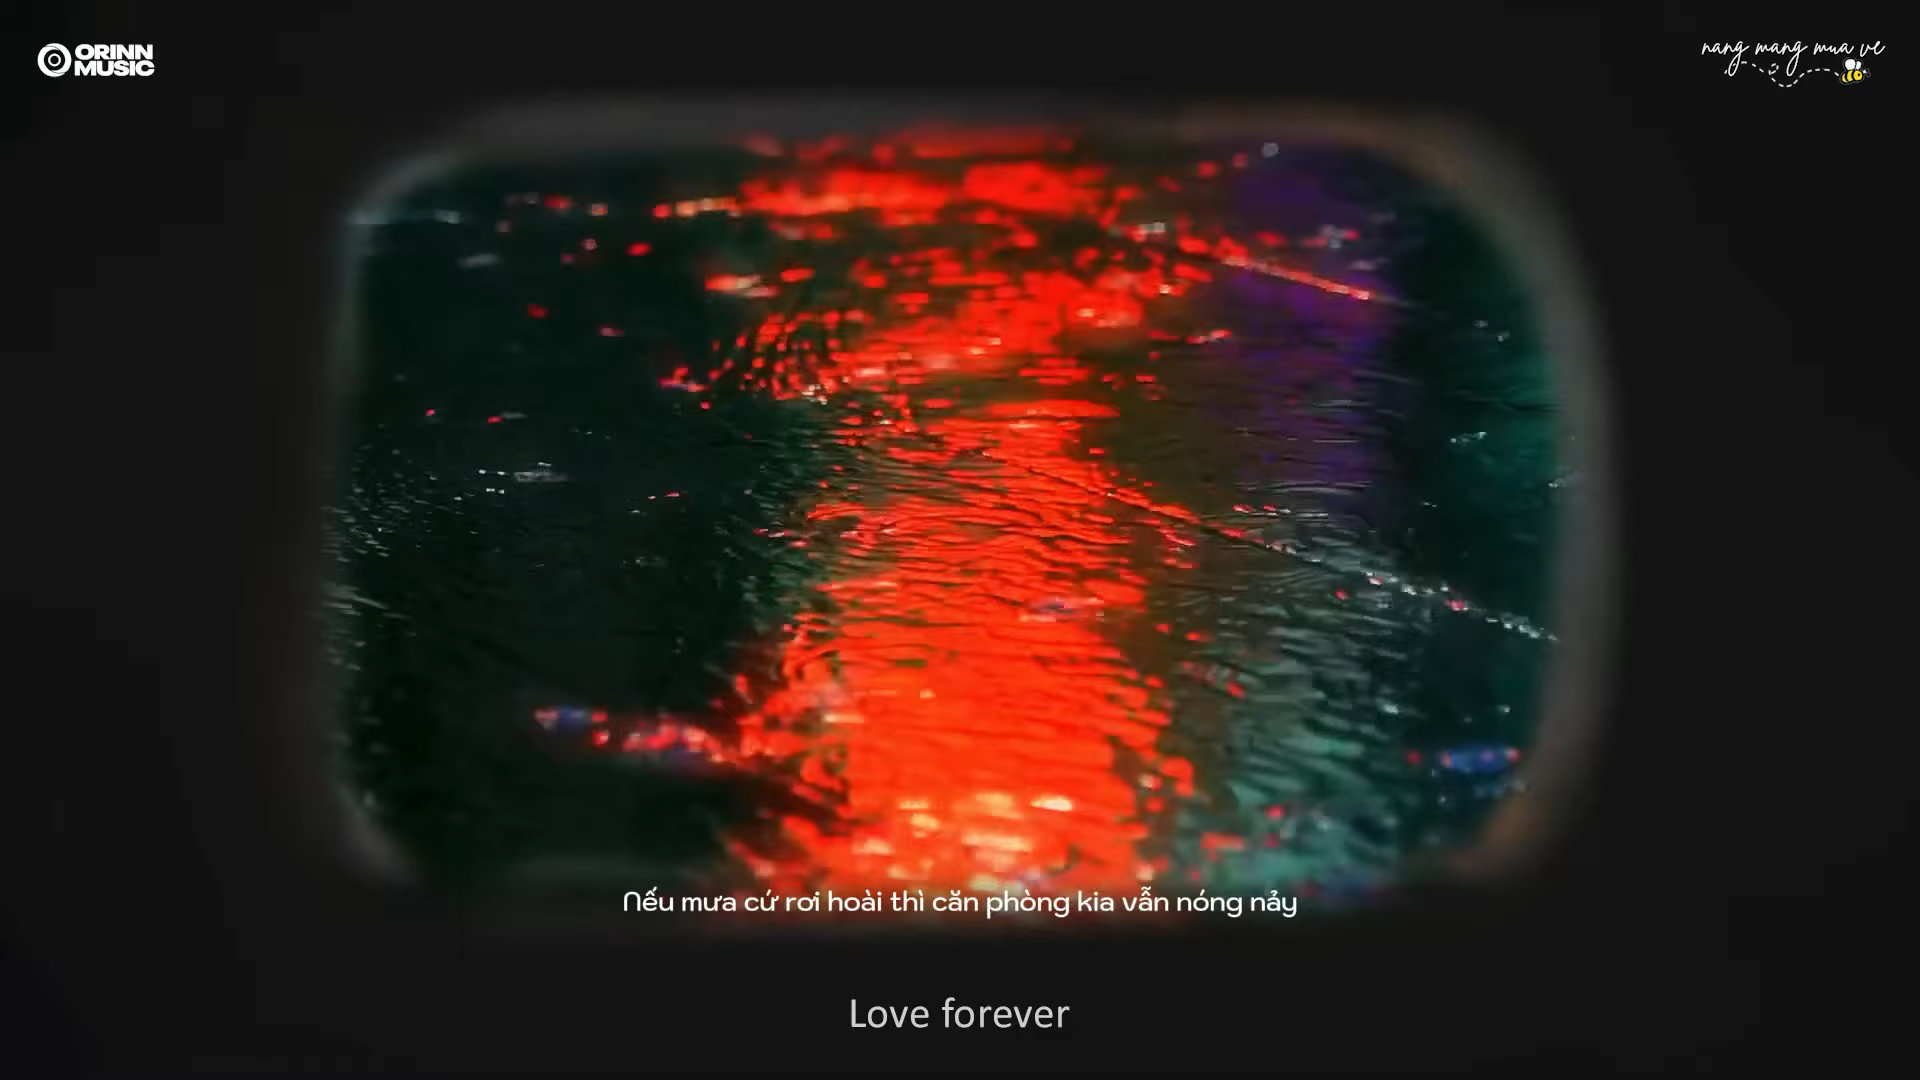 ORINN
MUSIC
nang mang mua ve
Nếu mưa cứ rơi hoài thì căn phòng kia vẫn nóng nảy
Love forever